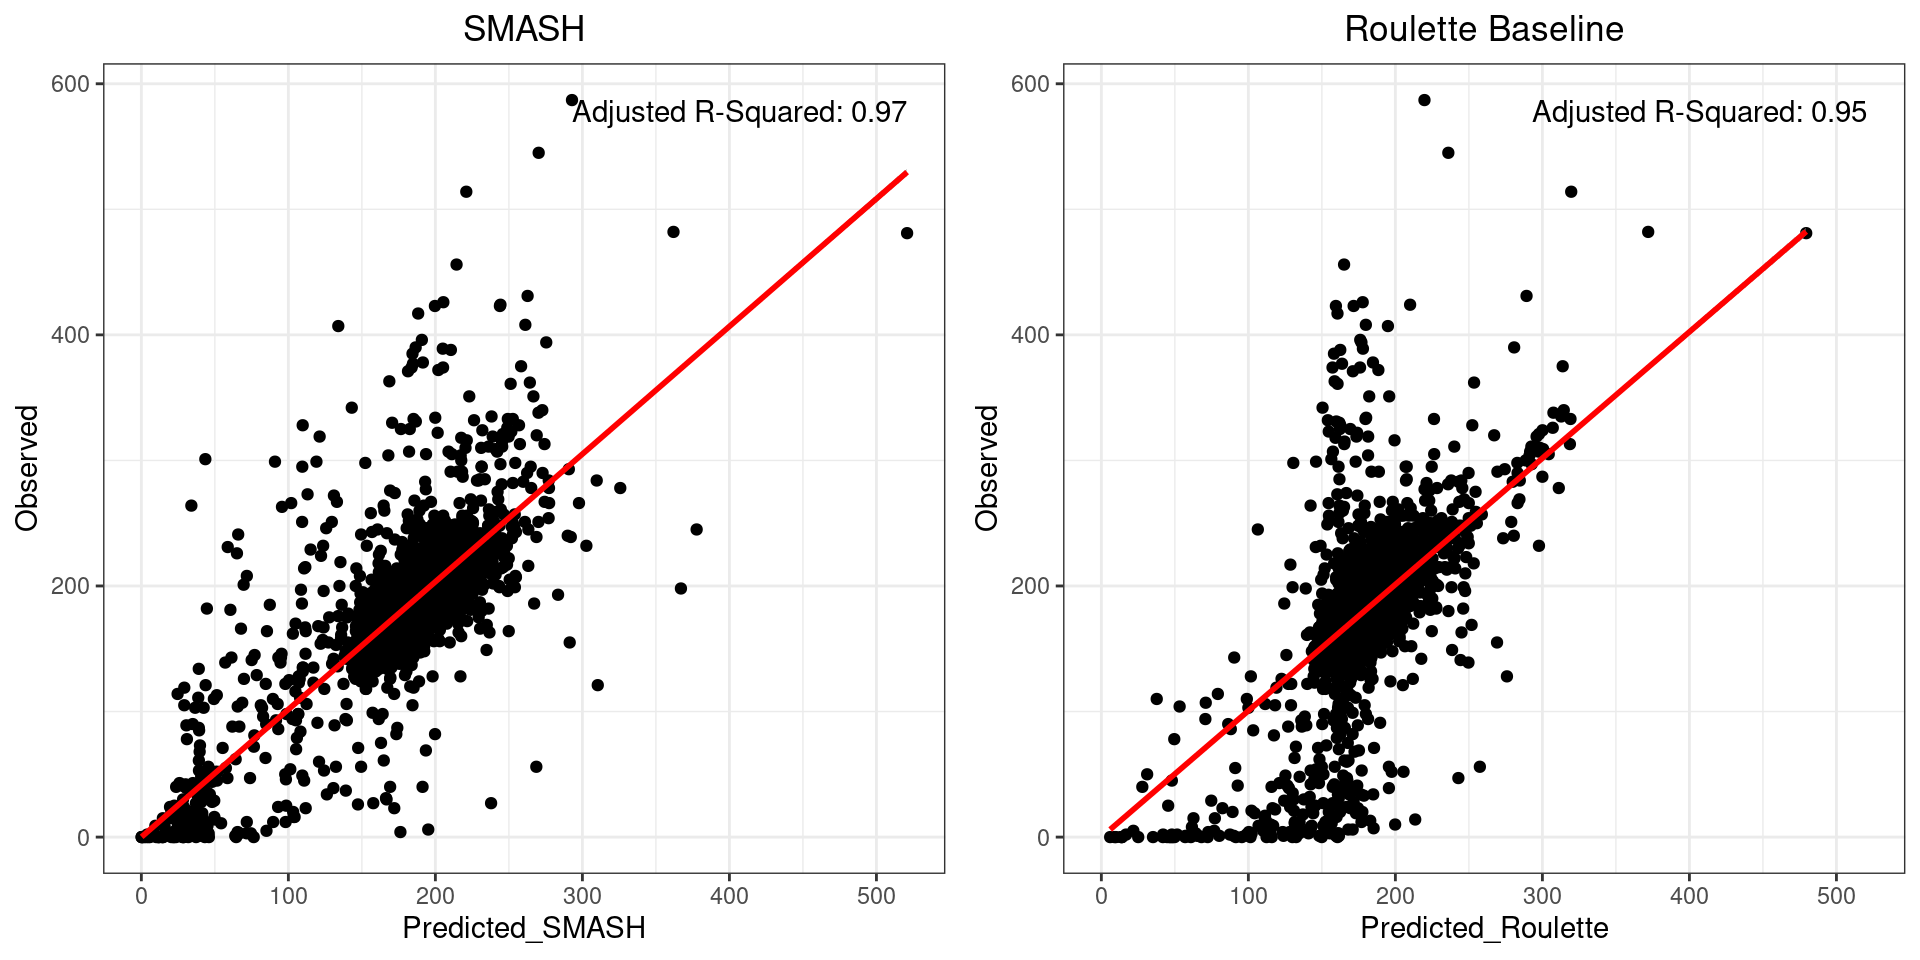 SMASH
Adjusted R-Squared: 0.97
600
400
200
0
Observed
0 100 200 300 400 500
Predicted_SMASH
Roulette Baseline
Adjusted R-Squared: 0.95
600
400
200
0
Observed
0 100 200 300 400 500
Predicted_Roulette